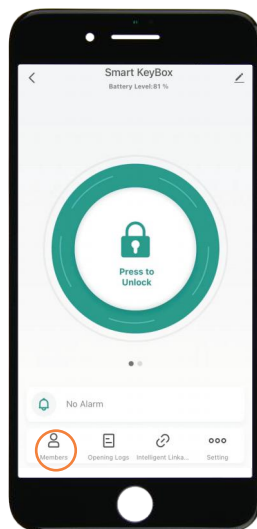 Smart KeyBox
Battery Level:81 %
Press to
Unlock
No Alarm
Members
Opening Logs
Intelligent Linka...
Setting